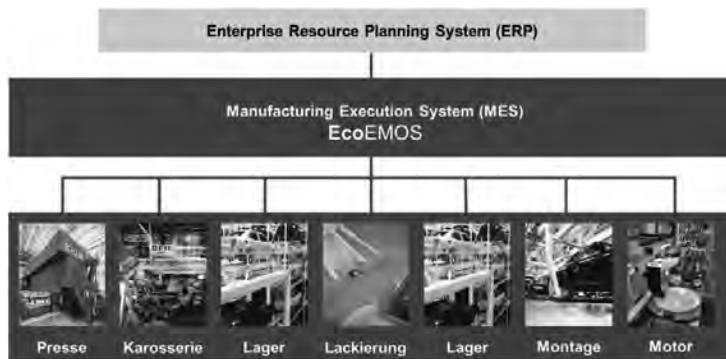 Enterprise Resource Planning System (ERP)
Manufacturing Execution System (MES)
EcoEMOS
Presse Karosserie Lager Lackierung Lager Montage Motor